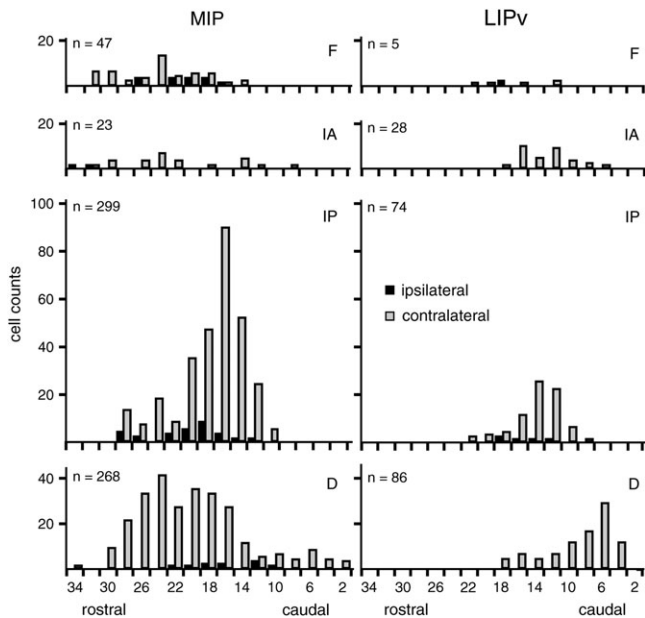 MIP LIPv
20 n = 47 F n = 5 F
20 n = 23 IA 20 n = 28 IA
100 n = 299 IP n = 74 IP
80
60 ipsilateral
cell counts contralateral
40
20
40 n = 268 D n = 86 D
20
34 30 26 22 18 14 10 6 2 34 30 26 22 18 14 10 6 2
rostral caudal rostral caudal